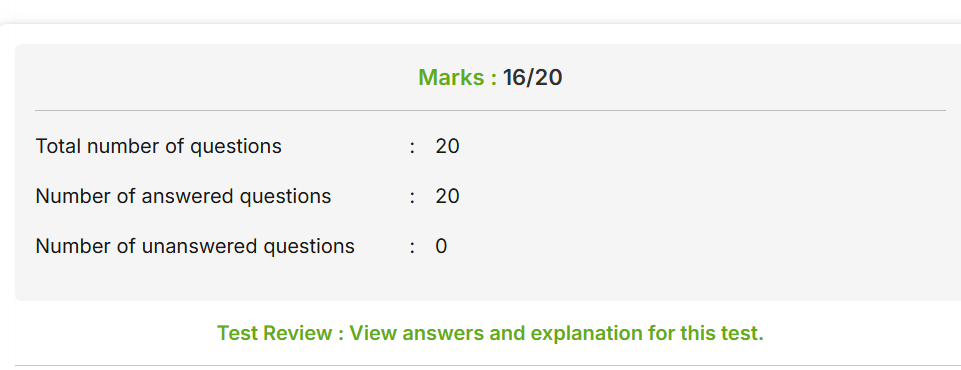 Marks : 16/20
Total number of questions : 20
Number of answered questions : 20
Number of unanswered questions : 0
Test Review : View answers and explanation for this test.